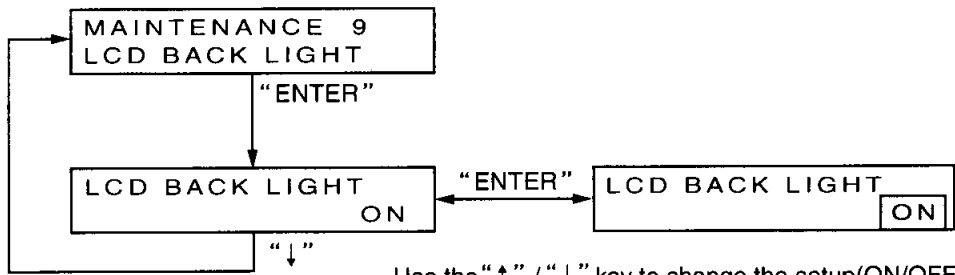 MAINTENANCE 9
LCD BACK LIGHT
“ENTER”
LCD BACK LIGHT
ON
“ENTER”
LCD BACK LIGHT
ON
“↓”
Use the “↑” / “↓” key to change the setup(ON/OFF